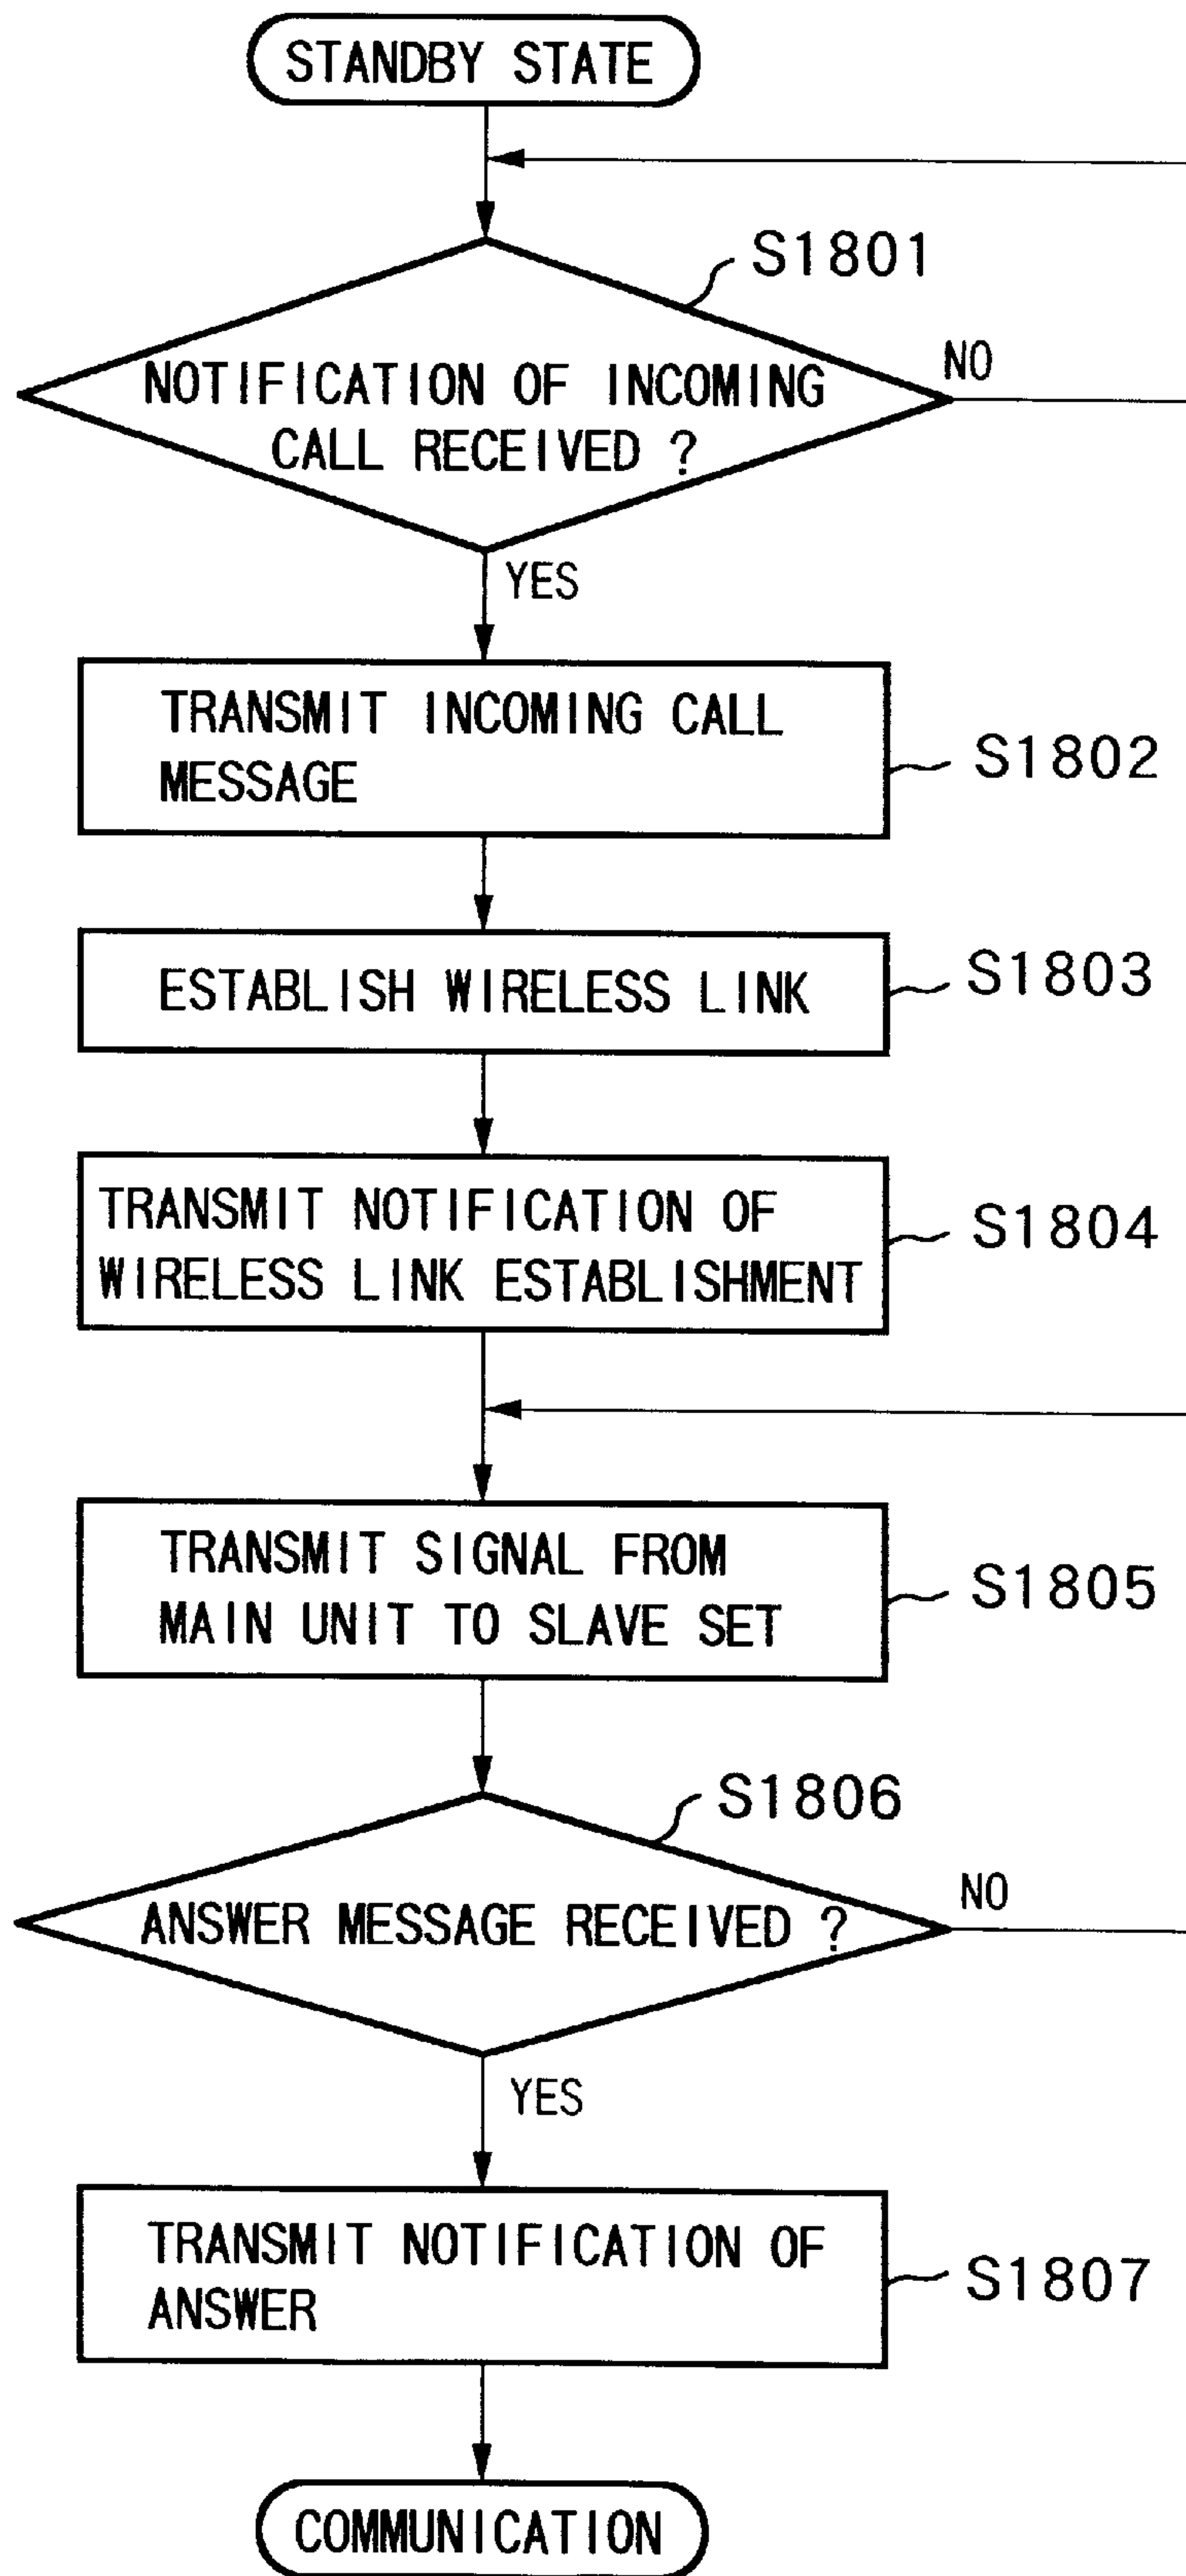 STANDBY STATE
S1801
NOTIFICATION OF INCOMING
CALL RECEIVED ?
NO
YES
TRANSMIT INCOMING CALL
MESSAGE
S1802
ESTABLISH WIRELESS LINK
S1803
TRANSMIT NOTIFICATION OF
WIRELESS LINK ESTABLISHMENT
S1804
TRANSMIT SIGNAL FROM
MAIN UNIT TO SLAVE SET
S1805
S1806
ANSWER MESSAGE RECEIVED ?
NO
YES
TRANSMIT NOTIFICATION OF
ANSWER
S1807
COMMUNICATION